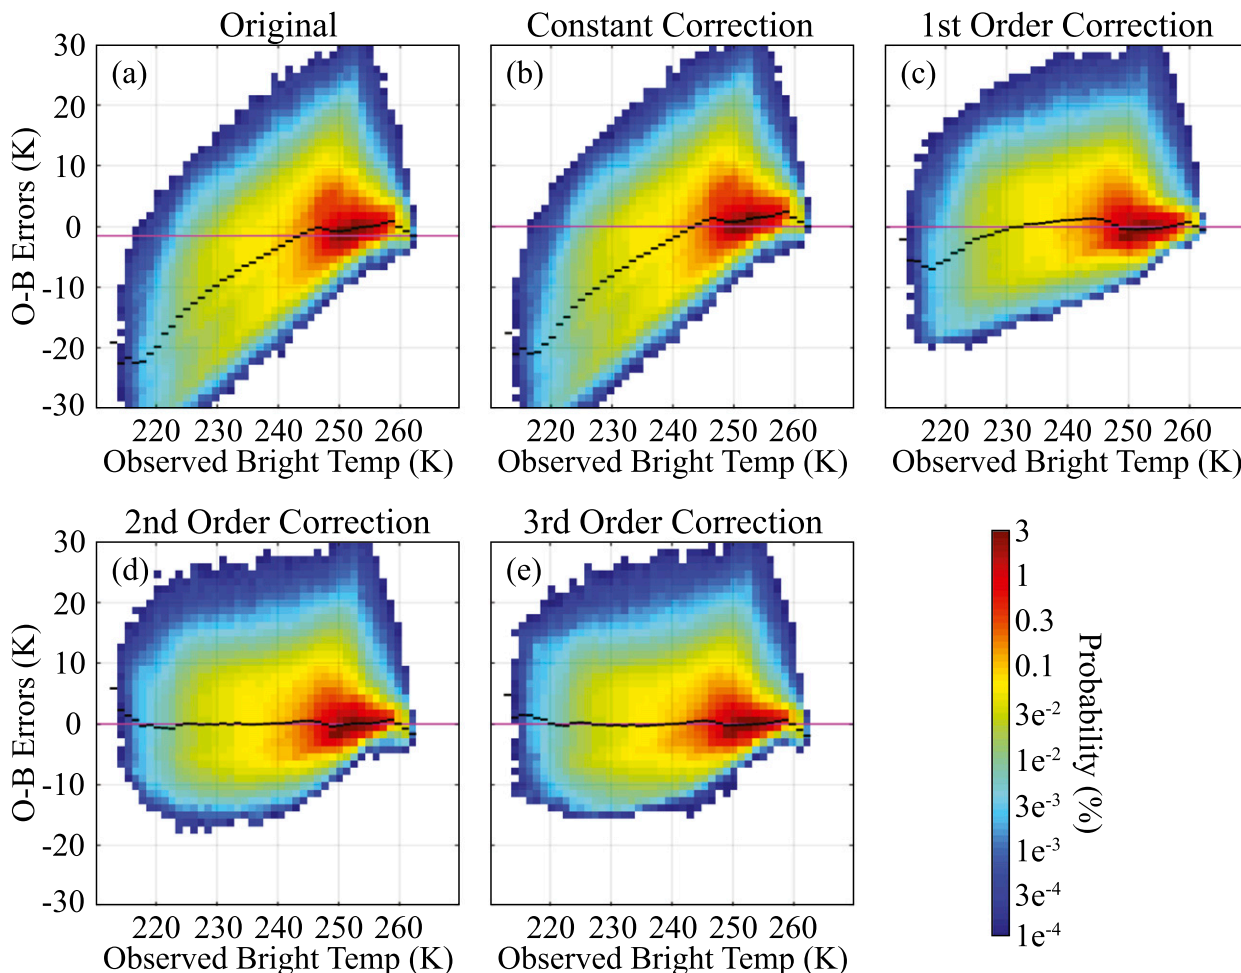 Original
Constant Correction
1st Order Correction
(a)
(b)
(c)
O-B Errors (K)
30
20
10
0
-10
-20
-30
220 230 240 250 260
220 230 240 250 260
220 230 240 250 260
Observed Bright Temp (K)
Observed Bright Temp (K)
Observed Bright Temp (K)
2nd Order Correction
3rd Order Correction
(d)
(e)
O-B Errors (K)
30
20
10
0
-10
-20
-30
220 230 240 250 260
220 230 240 250 260
Observed Bright Temp (K)
Observed Bright Temp (K)
3
1
0.3
0.1
3e-2
1e-2
3e-3
1e-3
3e-4
1e-4
Probability (%)